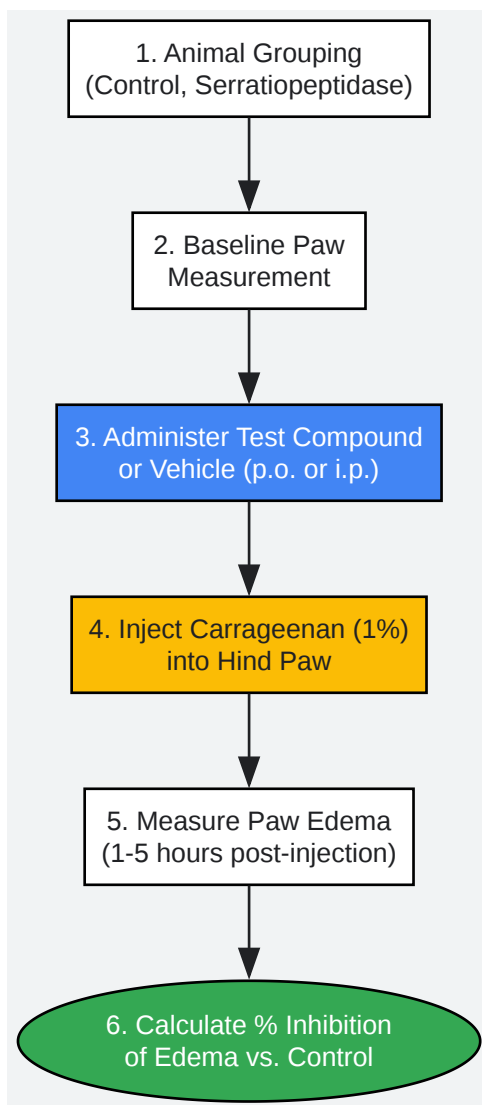 1. Animal Grouping
(Control, Serratiopeptidase)
2. Baseline Paw
Measurement
3. Administer Test Compound
or Vehicle (p.o. or i.p.)
4. Inject Carrageenan (1%)
into Hind Paw
5. Measure Paw Edema
(1-5 hours post-injection)
6. Calculate % Inhibition
of Edema vs. Control